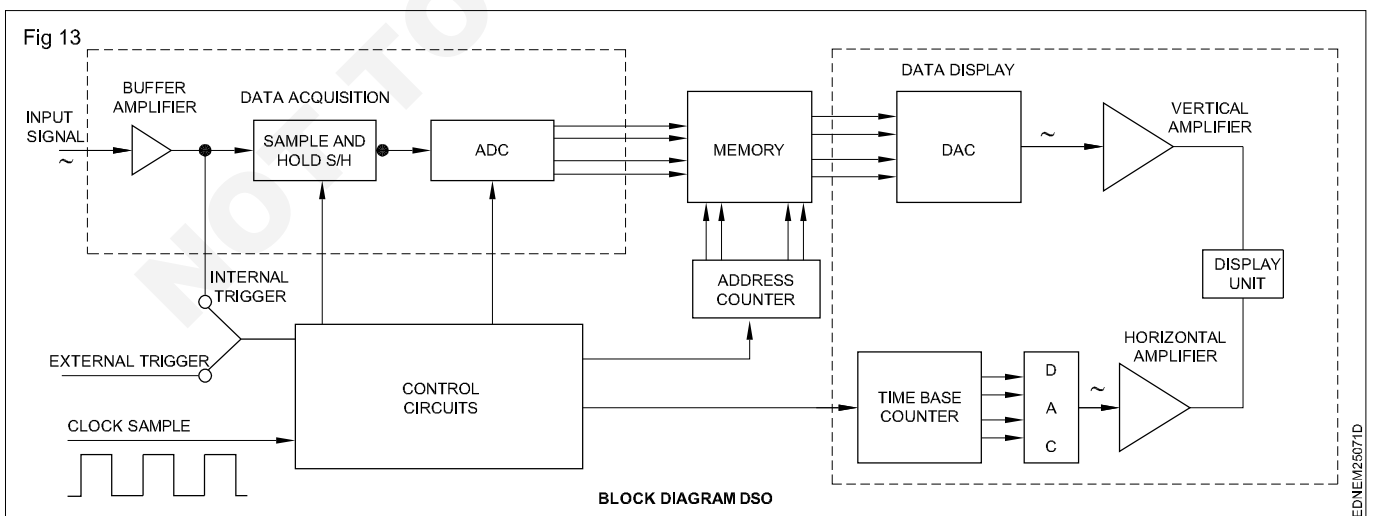 Fig 13
BUFFER
AMPLIFIER
DATA ACQUISITION
INPUT
SIGNAL
~
SAMPLE AND
HOLD S/H
ADC
MEMORY
DATA DISPLAY
DAC
~
VERTICAL
AMPLIFIER
INTERNAL
TRIGGER
ADDRESS
COUNTER
DISPLAY
UNIT
EXTERNAL TRIGGER
CONTROL
CIRCUITS
HORIZONTAL
AMPLIFIER
TIME BASE
COUNTER
D
A
C
~
CLOCK SAMPLE
BLOCK DIAGRAM DSO
EDNEM25071D
NOT TO